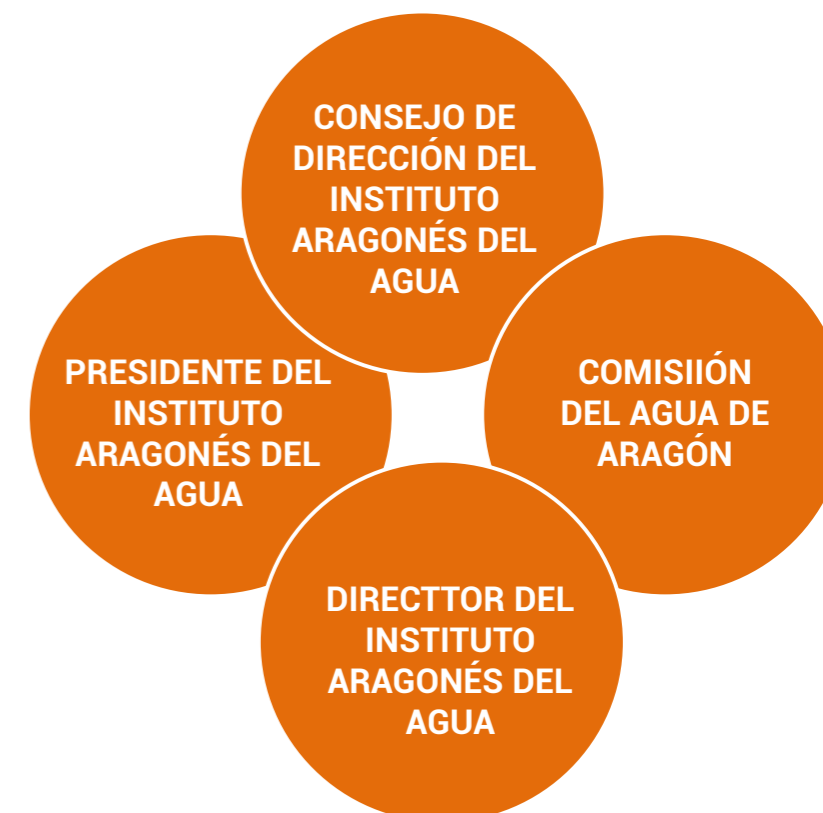 CONSEJO DE
DIRECCIÓN DEL
INSTITUTO
ARAGONÉS DEL
AGUA
PRESIDENTE DEL
INSTITUTO
ARAGONÉS DEL
AGUA
COMISIIÓN
DEL AGUA DE
ARAGÓN
DIRECTTOR DEL
INSTITUTO
ARAGONÉS DEL
AGUA